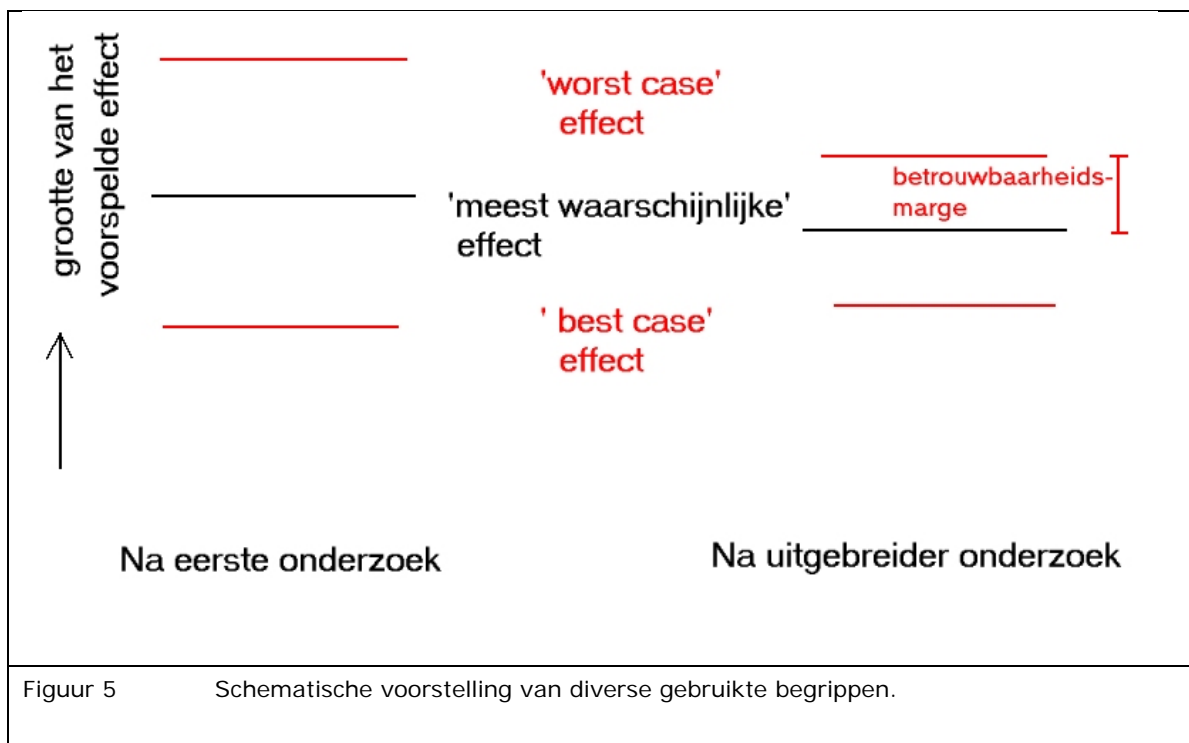 grootte van het
voorspelde effect
'worst case'
effect
betrouwbaarheids-
marge
'meest waarschijnlijke'
effect
' best case'
effect
Na eerste onderzoek
Na uitgebreider onderzoek
Figuur 5 Schematische voorstelling van diverse gebruikte begrippen.